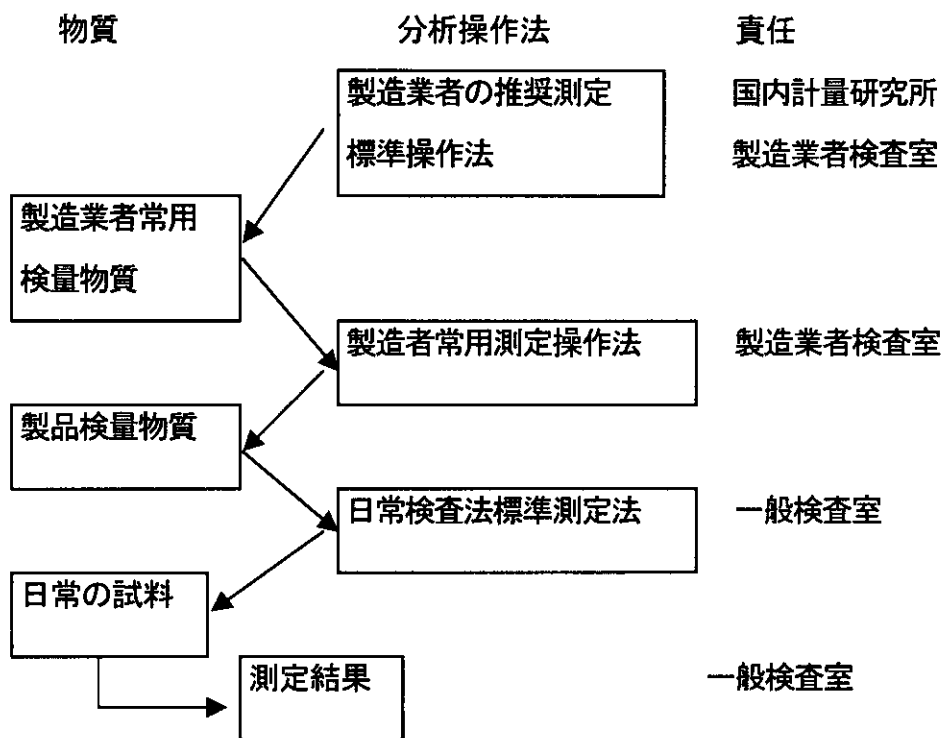 物質 分析操作法 責任
製造業者の推奨測定 国内計量研究所
標準操作法 製造業者検査室
製造業者常用
検量物質
製造者常用測定操作法 製造業者検査室
製品検量物質
日常検査法標準測定法 一般検査室
日常の試料
測定結果 一般検査室